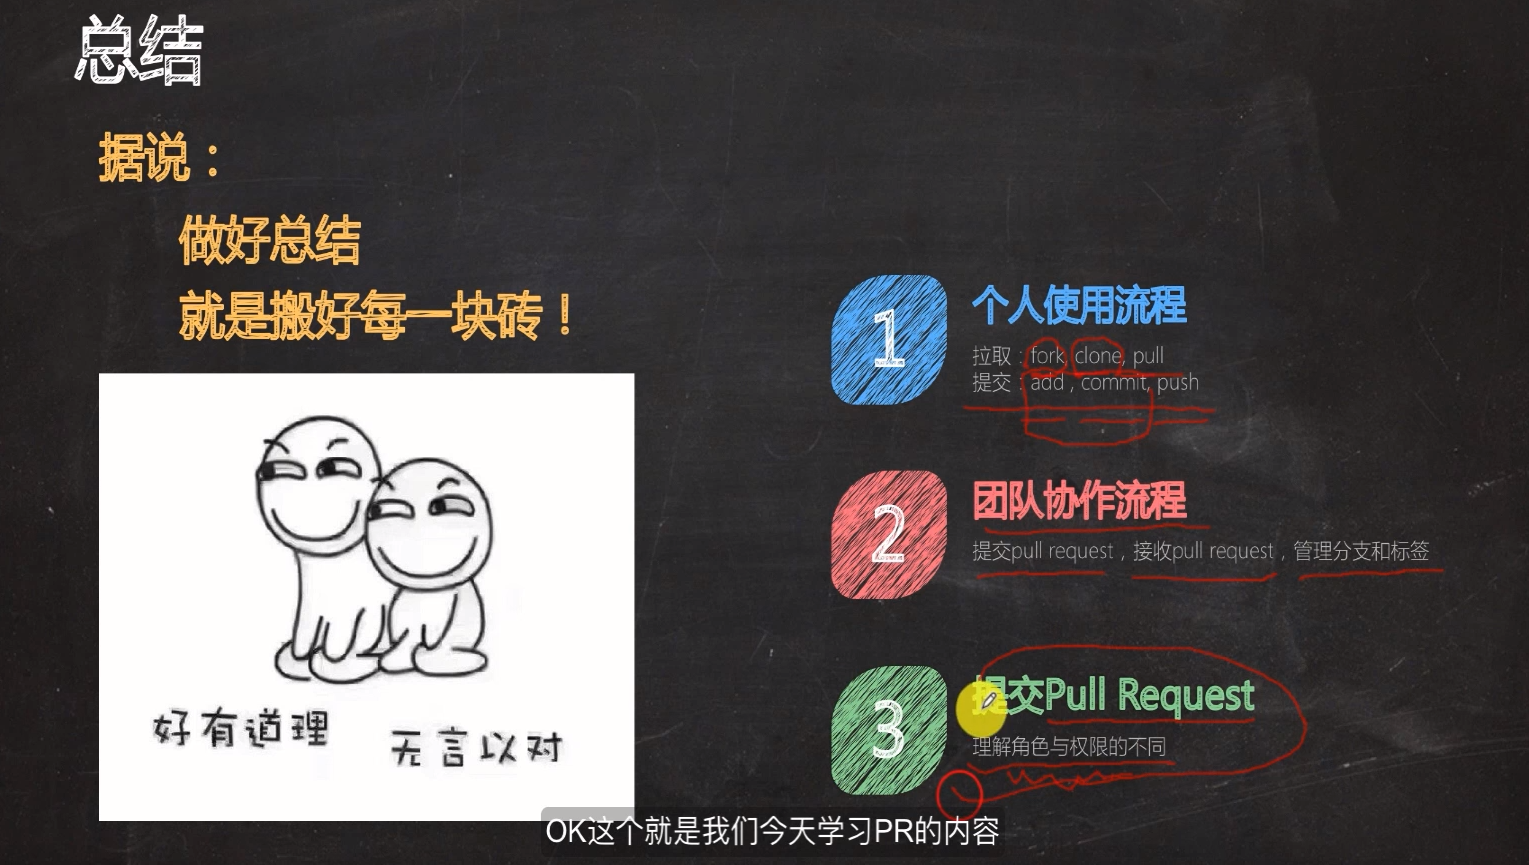 总结
据说：
做好总结
就是搬好每一块砖！
好有道理
无言以对
1
个人使用流程
拉取：fork, clone, pull
提交：add , commit, push
2
团队协作流程
提交pull request，接收pull request，管理分支和标签
3
提交Pull Request
理解角色与权限的不同
OK这个就是我们今天学习PR的内容